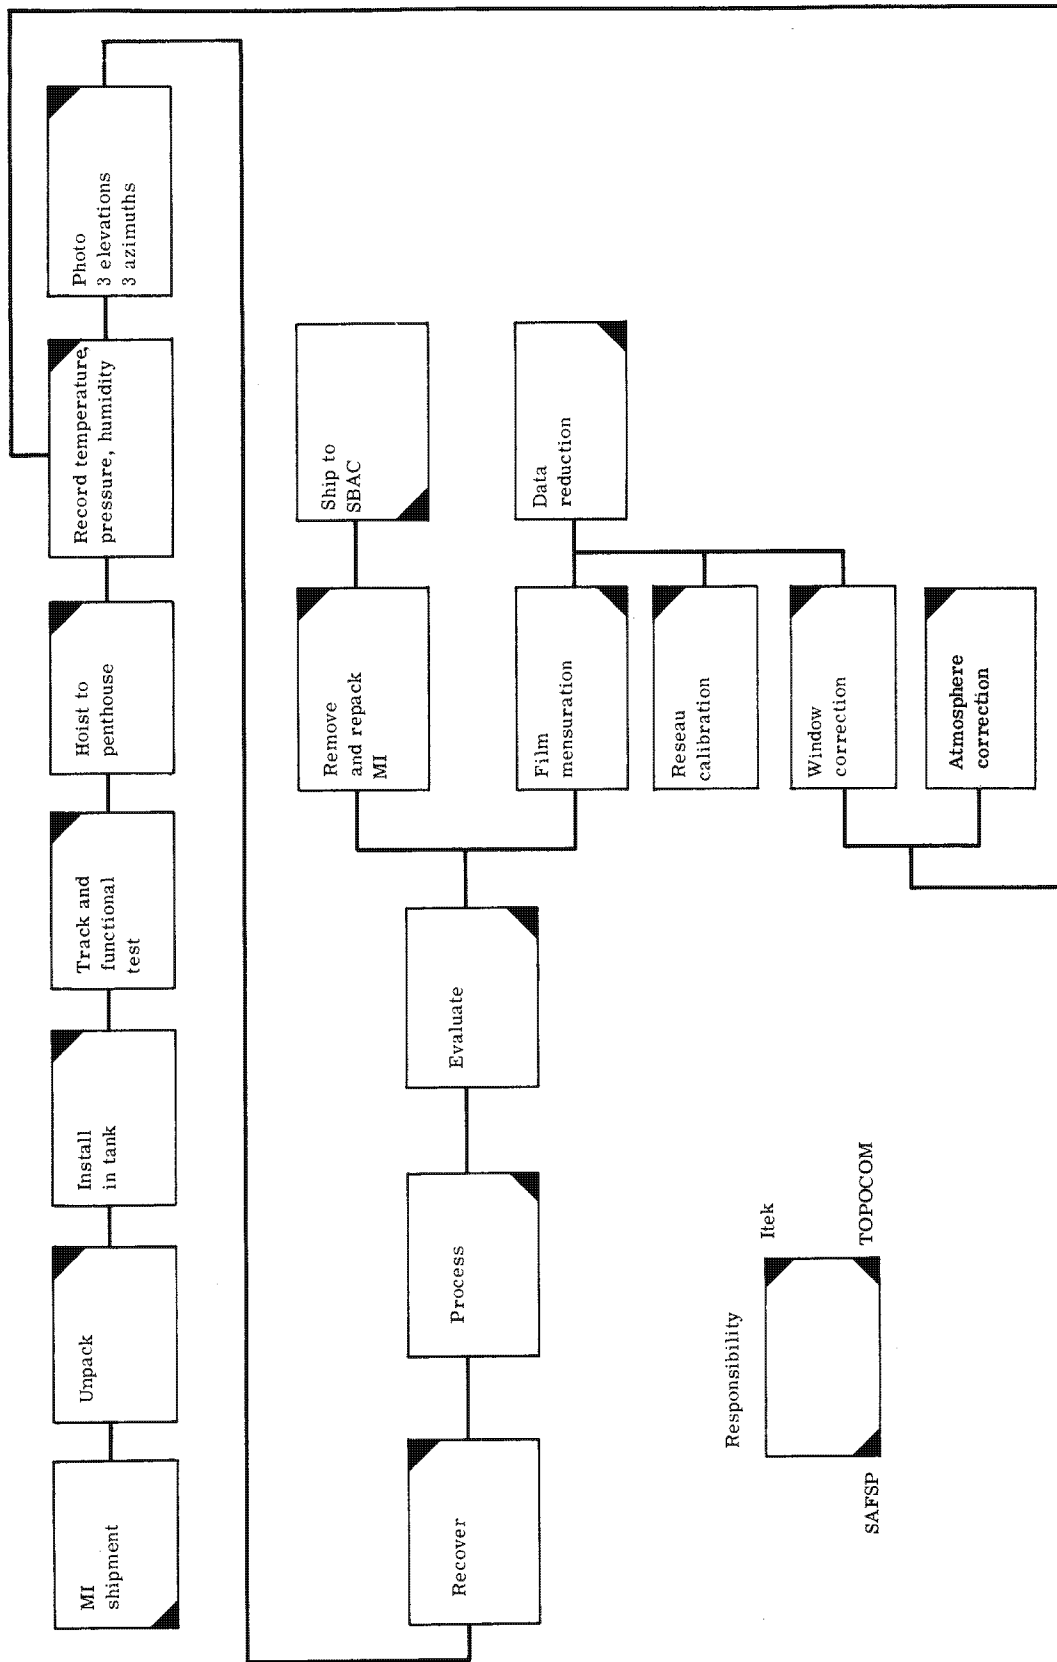 MI
shipment
Unpack
Install
in tank
Track and
functional
test
Hoist to
penthouse
Record temperature,
pressure, humidity
Photo
3 elevations
3 azimuths
Recover
Process
Evaluate
Remove
and repack
MI
Ship to
SBAC
Film
mensuration
Data
reduction
Reseau
calibration
Window
correction
Atmosphere
correction
Responsibility
Itek
SAFSP
TOPOCOM